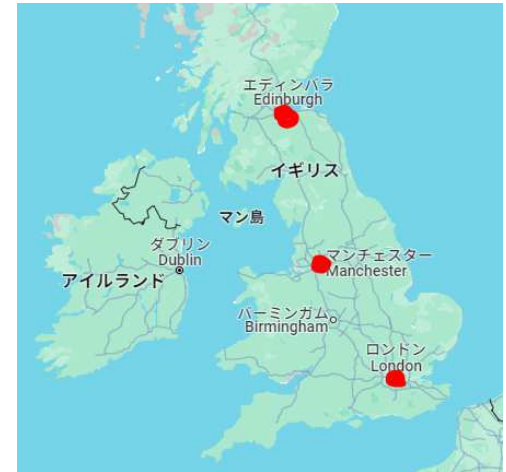 エディンバラ
Edinburgh
イギリス
マン島
ダブリン
Dublin
アイルランド
マンチェスター
Manchester
バーミンガム
Birmingham
ロンドン
London